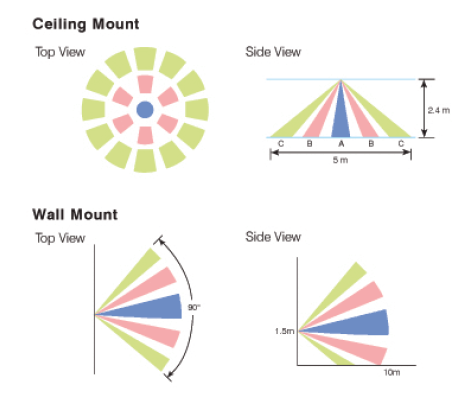 Ceiling Mount
Top View
Side View
2.4 m
C B A B C
5 m
Wall Mount
Top View
Side View
90°
1.5m
10m